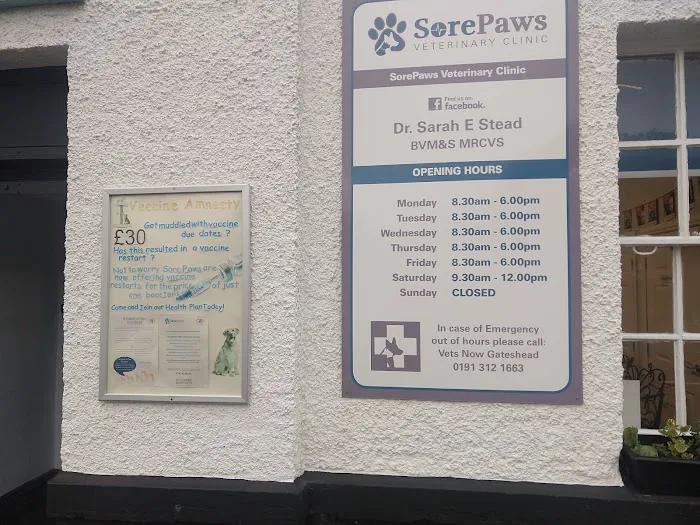 Vaccine Amnesty
Got muddled with vaccine
due dates ?
£30
Has this resulted in a vaccine
restart ?
Not to worry Sore Paws are
now offering vaccine
restarts for the price of just
one booster
Come and Join our Health Plan Today!
SorePaws
VETERINARY CLINIC
SorePaws Veterinary Clinic
Find us on
facebook.
Dr. Sarah E Stead
BVM&S MRCVS
OPENING HOURS
Monday 8.30am - 6.00pm
Tuesday 8.30am - 6.00pm
Wednesday 8.30am - 6.00pm
Thursday 8.30am - 6.00pm
Friday 8.30am - 6.00pm
Saturday 9.30am - 12.00pm
Sunday CLOSED
In case of Emergency
out of hours please call:
Vets Now Gateshead
0191 312 1663